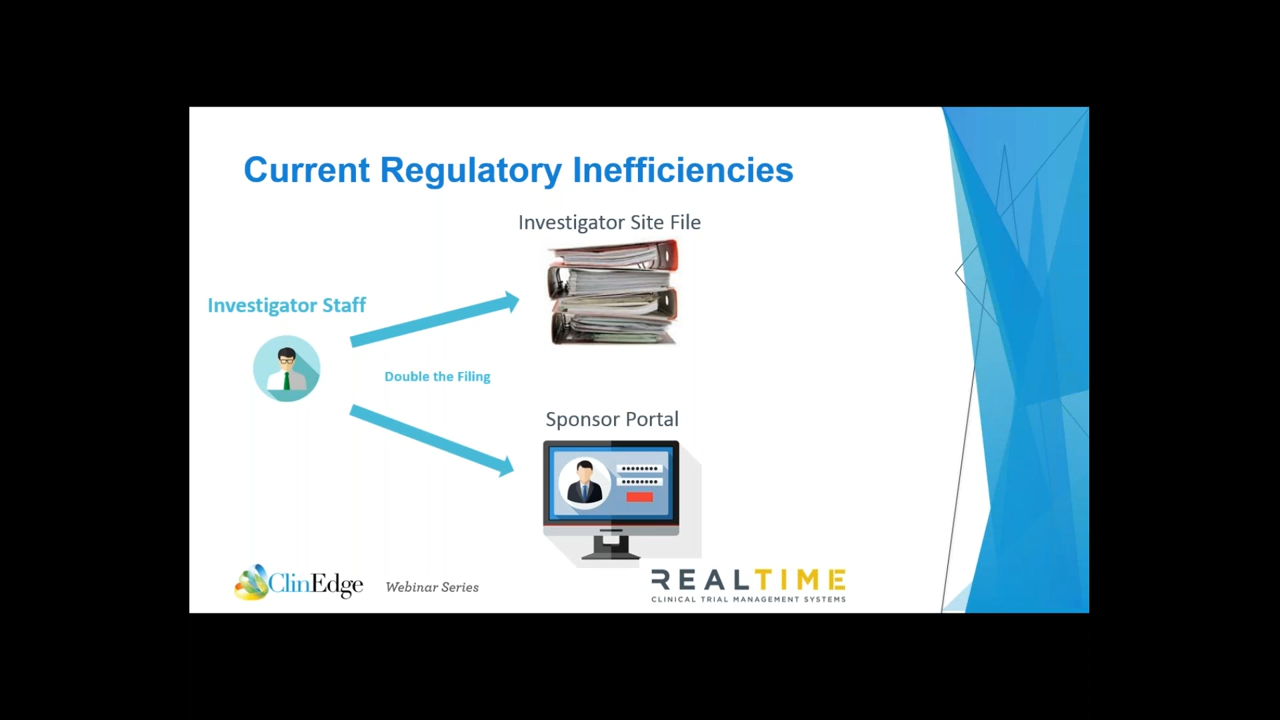 Current Regulatory Inefficiencies
Investigator Site File
Investigator Staff
Double the Filing
Sponsor Portal
ClinEdge
Webinar Series
REALTIME
CLINICAL TRIAL MANAGEMENT SYSTEMS